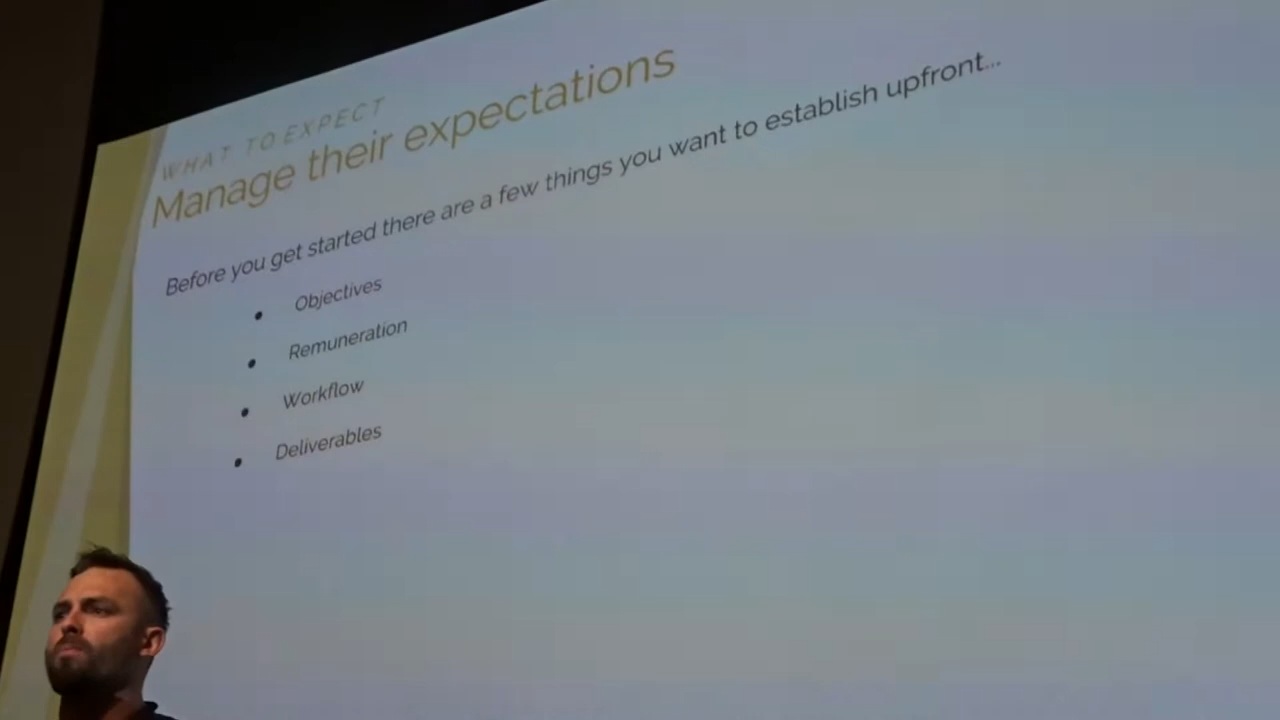 WHAT TO EXPECT
Manage their expectations
Before you get started there are a few things you want to establish upfront...
Objectives
Remuneration
Workflow
Deliverables